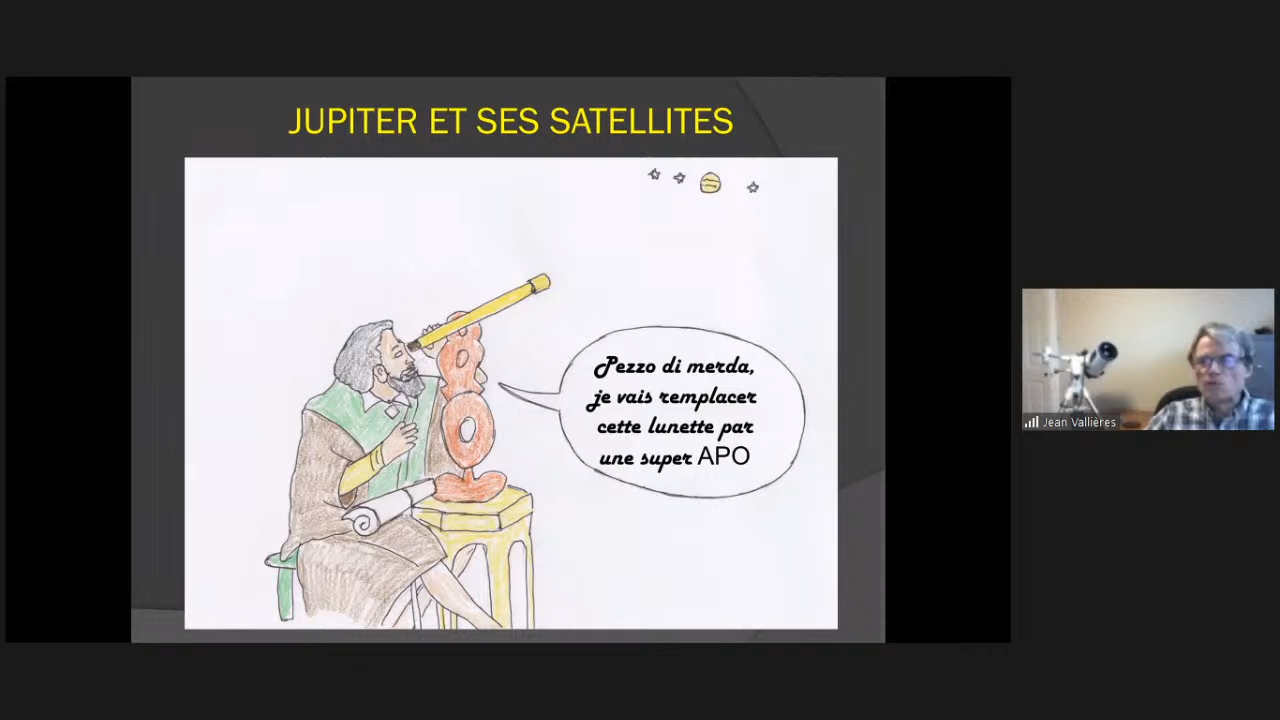 JUPITER ET SES SATELLITES
Pezzo di merda,
je vais remplacer
cette lunette par
une super APO
Jean Vallières